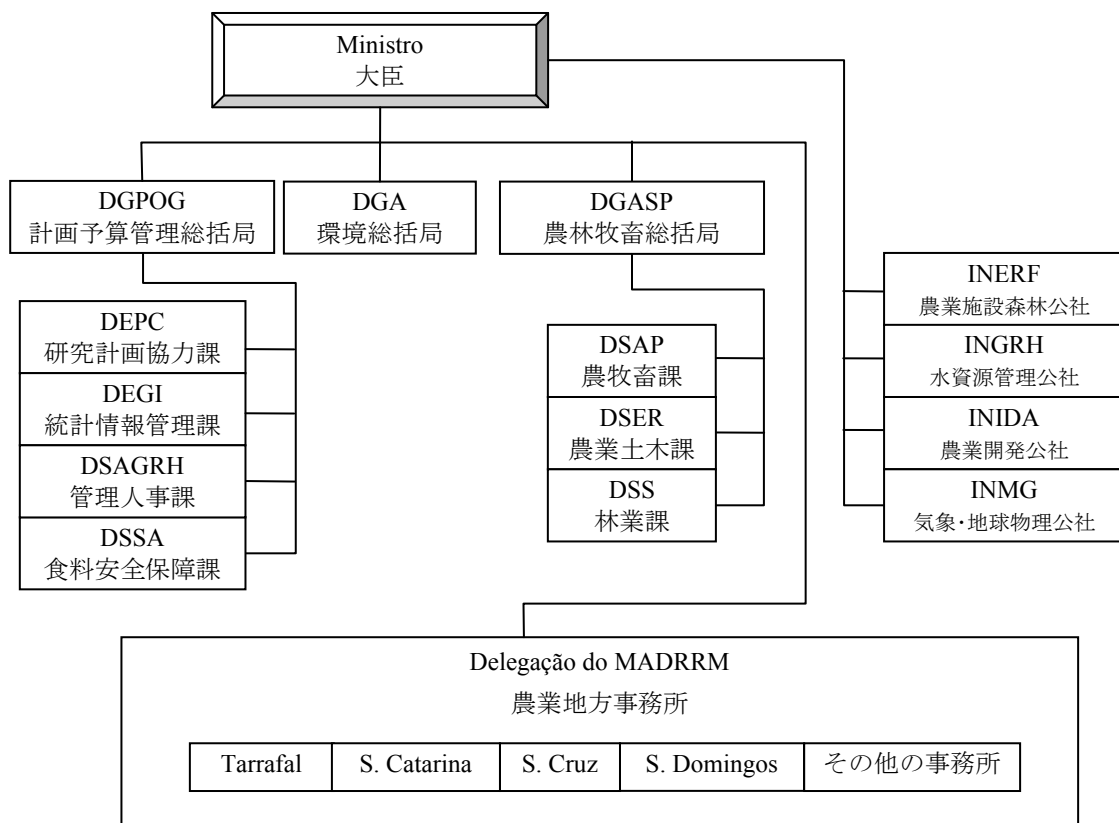 Ministro
大臣
DGPOG
計画予算管理総括局
DGA
環境総括局
DGASP
農林牧畜総括局
DEPC
研究計画協力課
DEGI
統計情報管理課
DSAGRH
管理人事課
DSSA
食料安全保障課
DSAP
農牧畜課
DSER
農業土木課
DSS
林業課
INERF
農業施設森林公社
INGRH
水資源管理公社
INIDA
農業開発公社
INMG
気象・地球物理公社
Delegação do MADRRM
農業地方事務所
Tarrafal
S. Catarina
S. Cruz
S. Domingos
その他の事務所